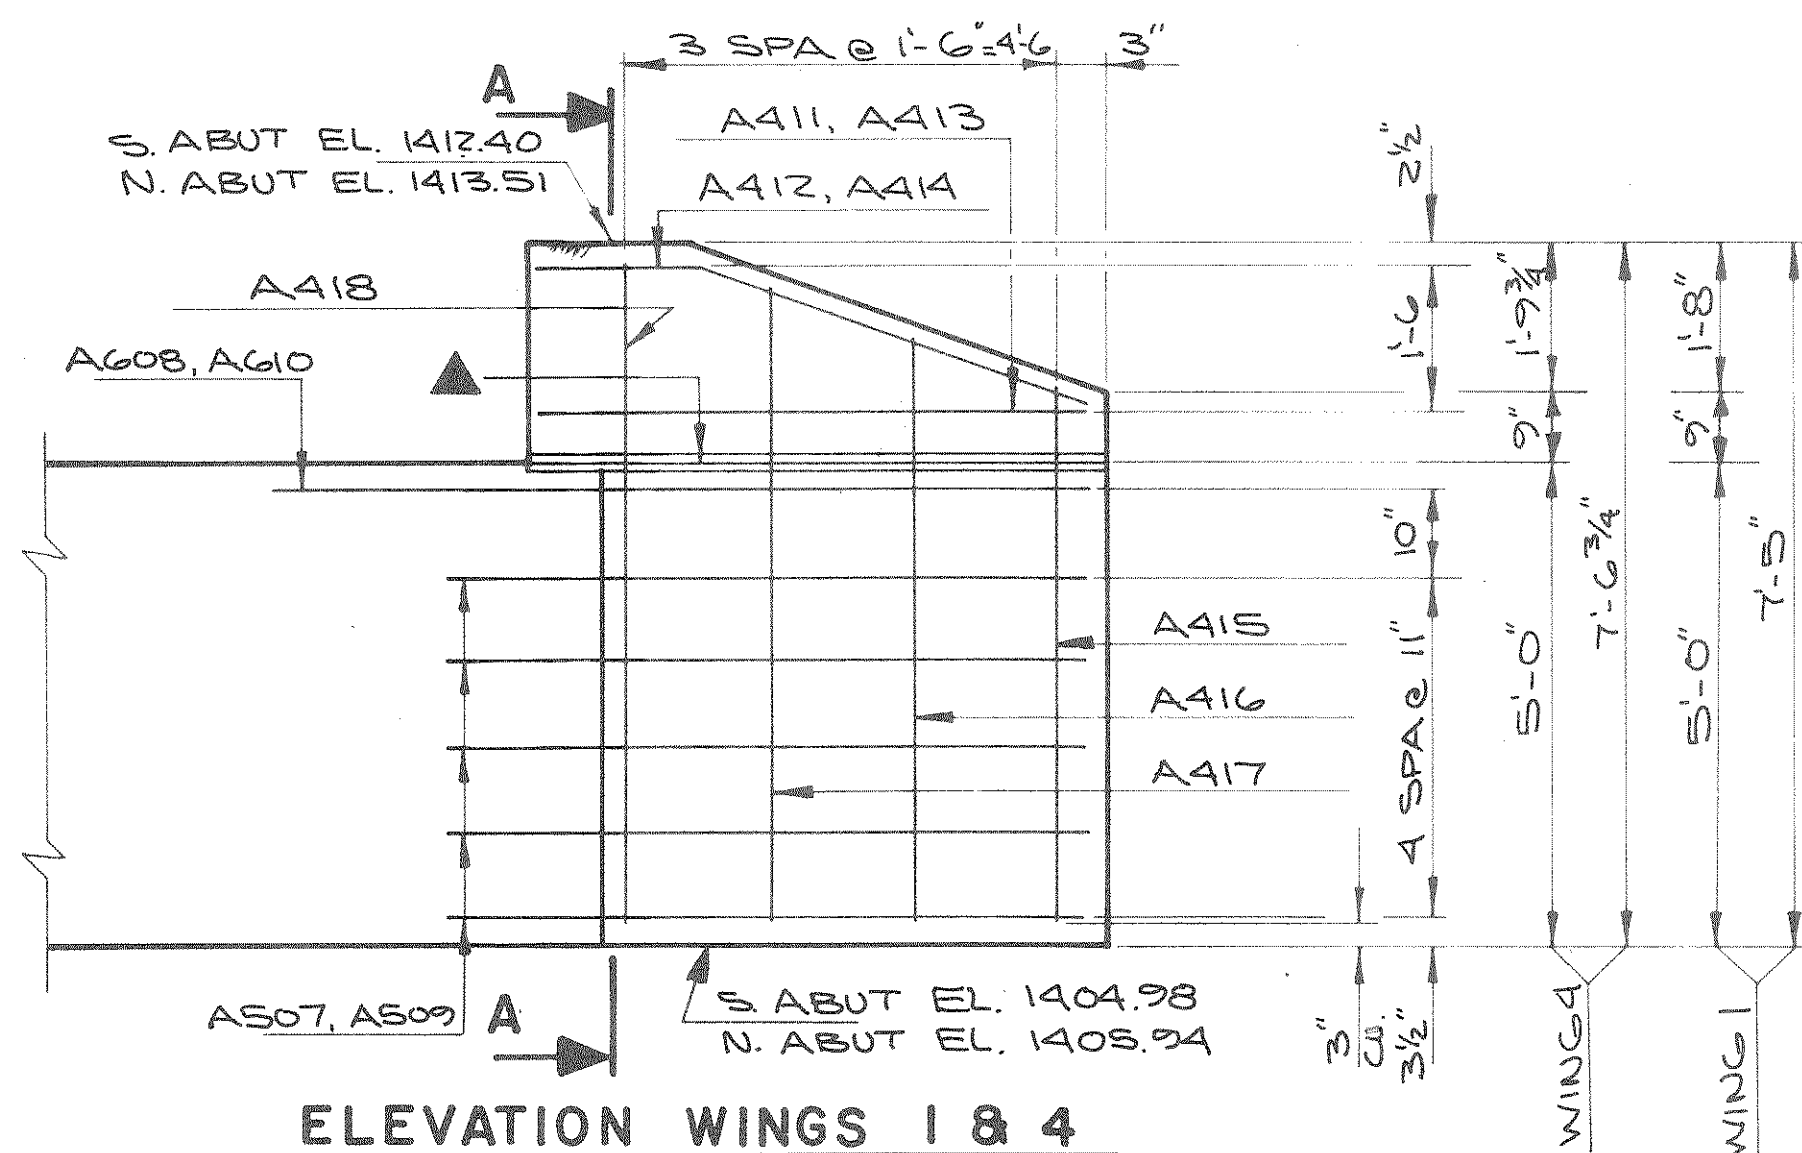 3 SPA @ 1'-6"=4'-6
3"
A
S. ABUT EL. 1412.40
N. ABUT EL. 1413.51
A411, A413
A412, A414
2½"
A418
A608, A610
1'-6
1'-9¾"
1'-8"
9"
9"
10"
7'-6¾"
7'-5"
A415
4 SPA @ 11"
5'-0"
5'-0"
A416
A417
A507, A509
A
S. ABUT EL. 1404.98
N. ABUT EL. 1405.94
3"
CLR.
3½"
WING 4
WING 1
ELEVATION WINGS 1 & 4